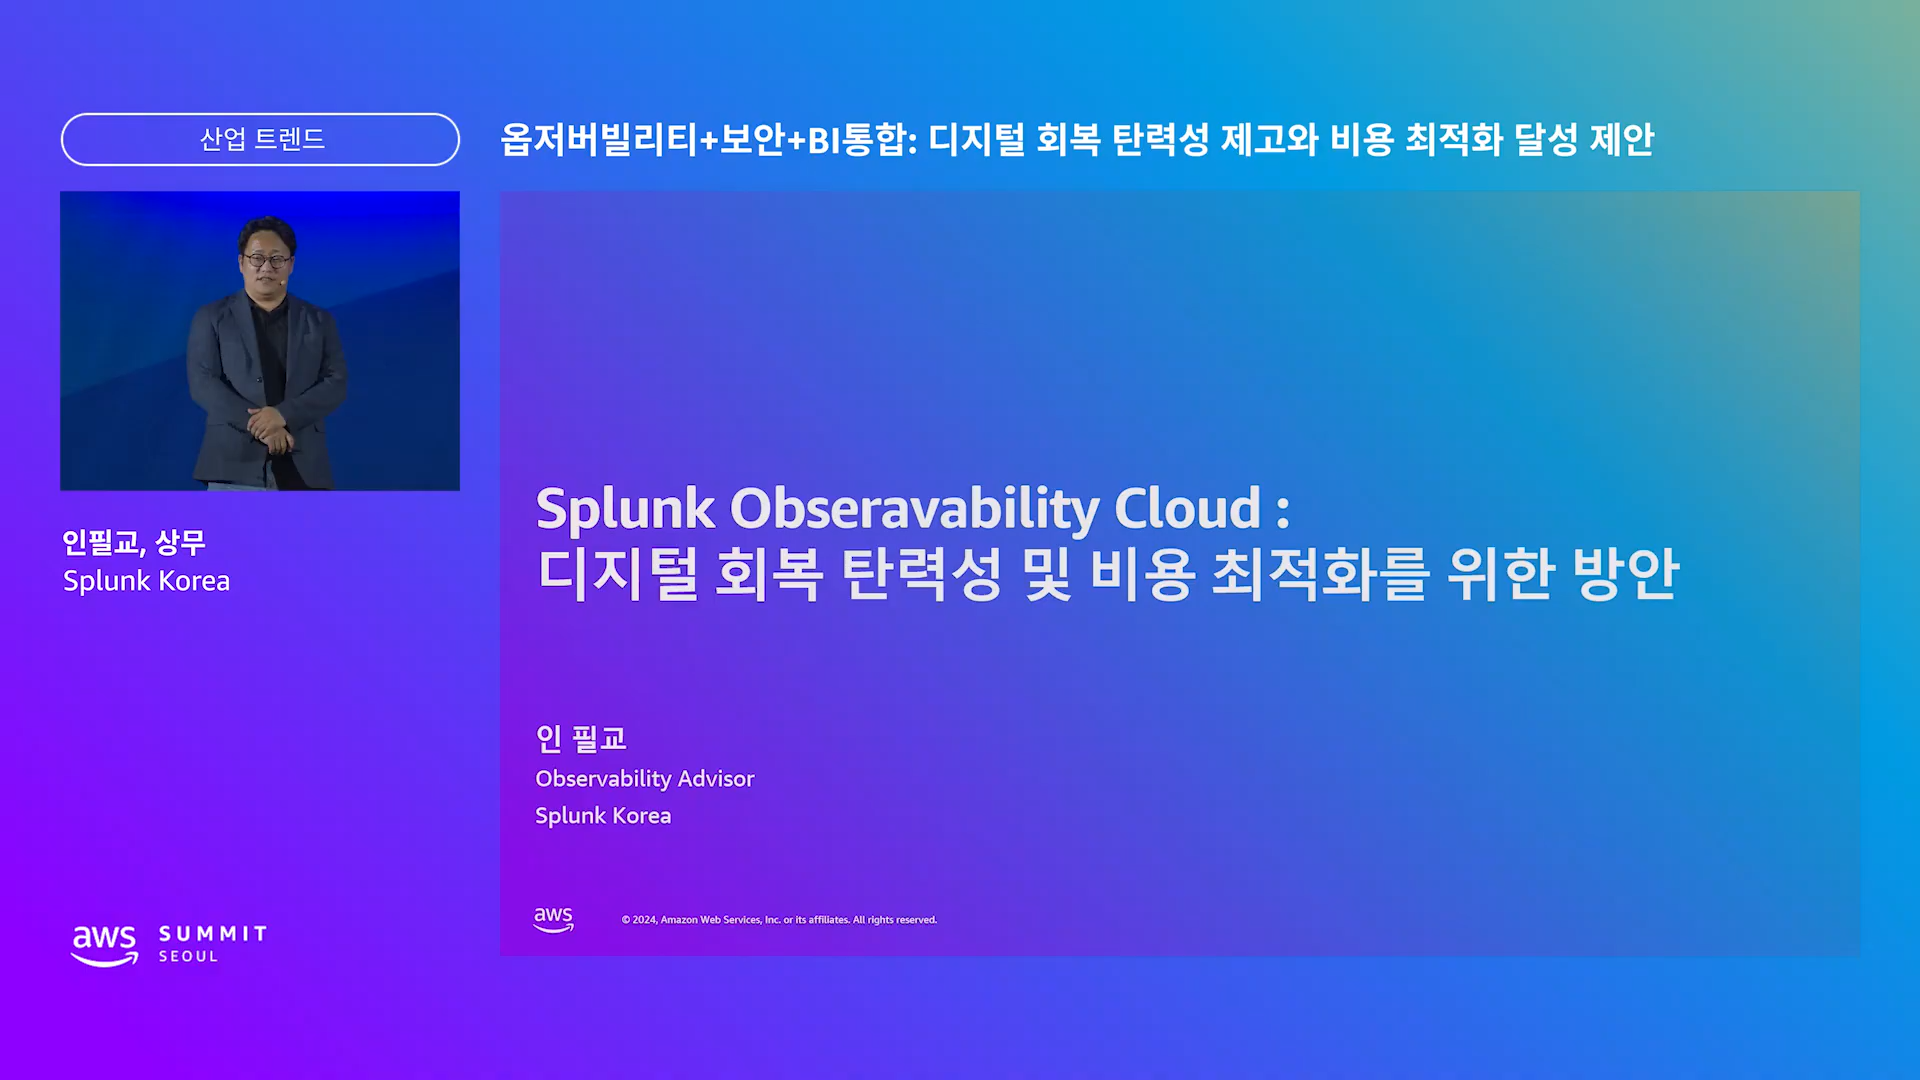 산업 트렌드
옵저버빌리티+보안+BI통합: 디지털 회복 탄력성 제고와 비용 최적화 달성 제안
인필교, 상무
Splunk Korea
Splunk Obseravability Cloud :
디지털 회복 탄력성 및 비용 최적화를 위한 방안
인 필교
Observability Advisor
Splunk Korea
aws
© 2024, Amazon Web Services, Inc. or its affiliates. All rights reserved.
aws SUMMIT
SEOUL